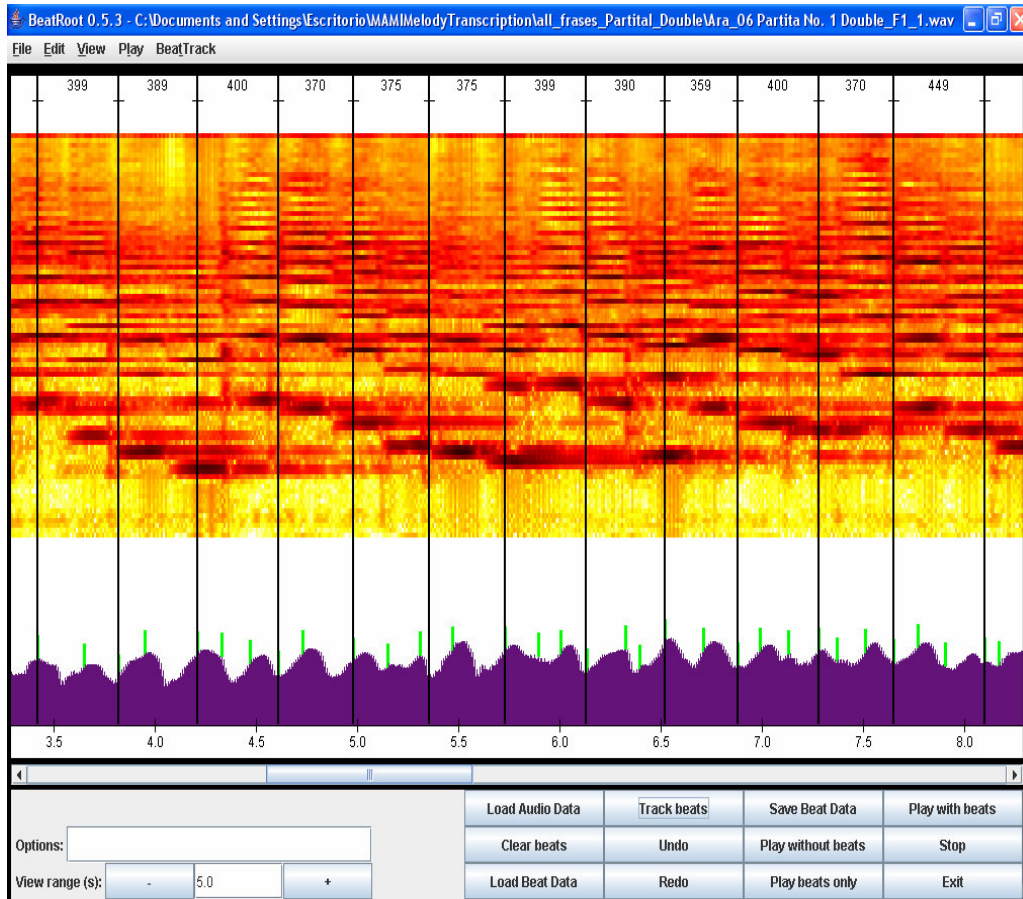 BeatRoot 0.5.3 - C:\Documents and Settings\Escritorio\MAMIMelodyTranscription\all_frases_Partital_Double\Ara_06 Partita No. 1 Double_F1_1.wav
File Edit View Play BeatTrack
399 389 400 370 375 375 399 390 359 400 370 449
3.5 4.0 4.5 5.0 5.5 6.0 6.5 7.0 7.5 8.0
Load Audio Data Track beats Save Beat Data Play with beats
Options: Clear beats Undo Play without beats Stop
View range (s): - 5.0 + Load Beat Data Redo Play beats only Exit